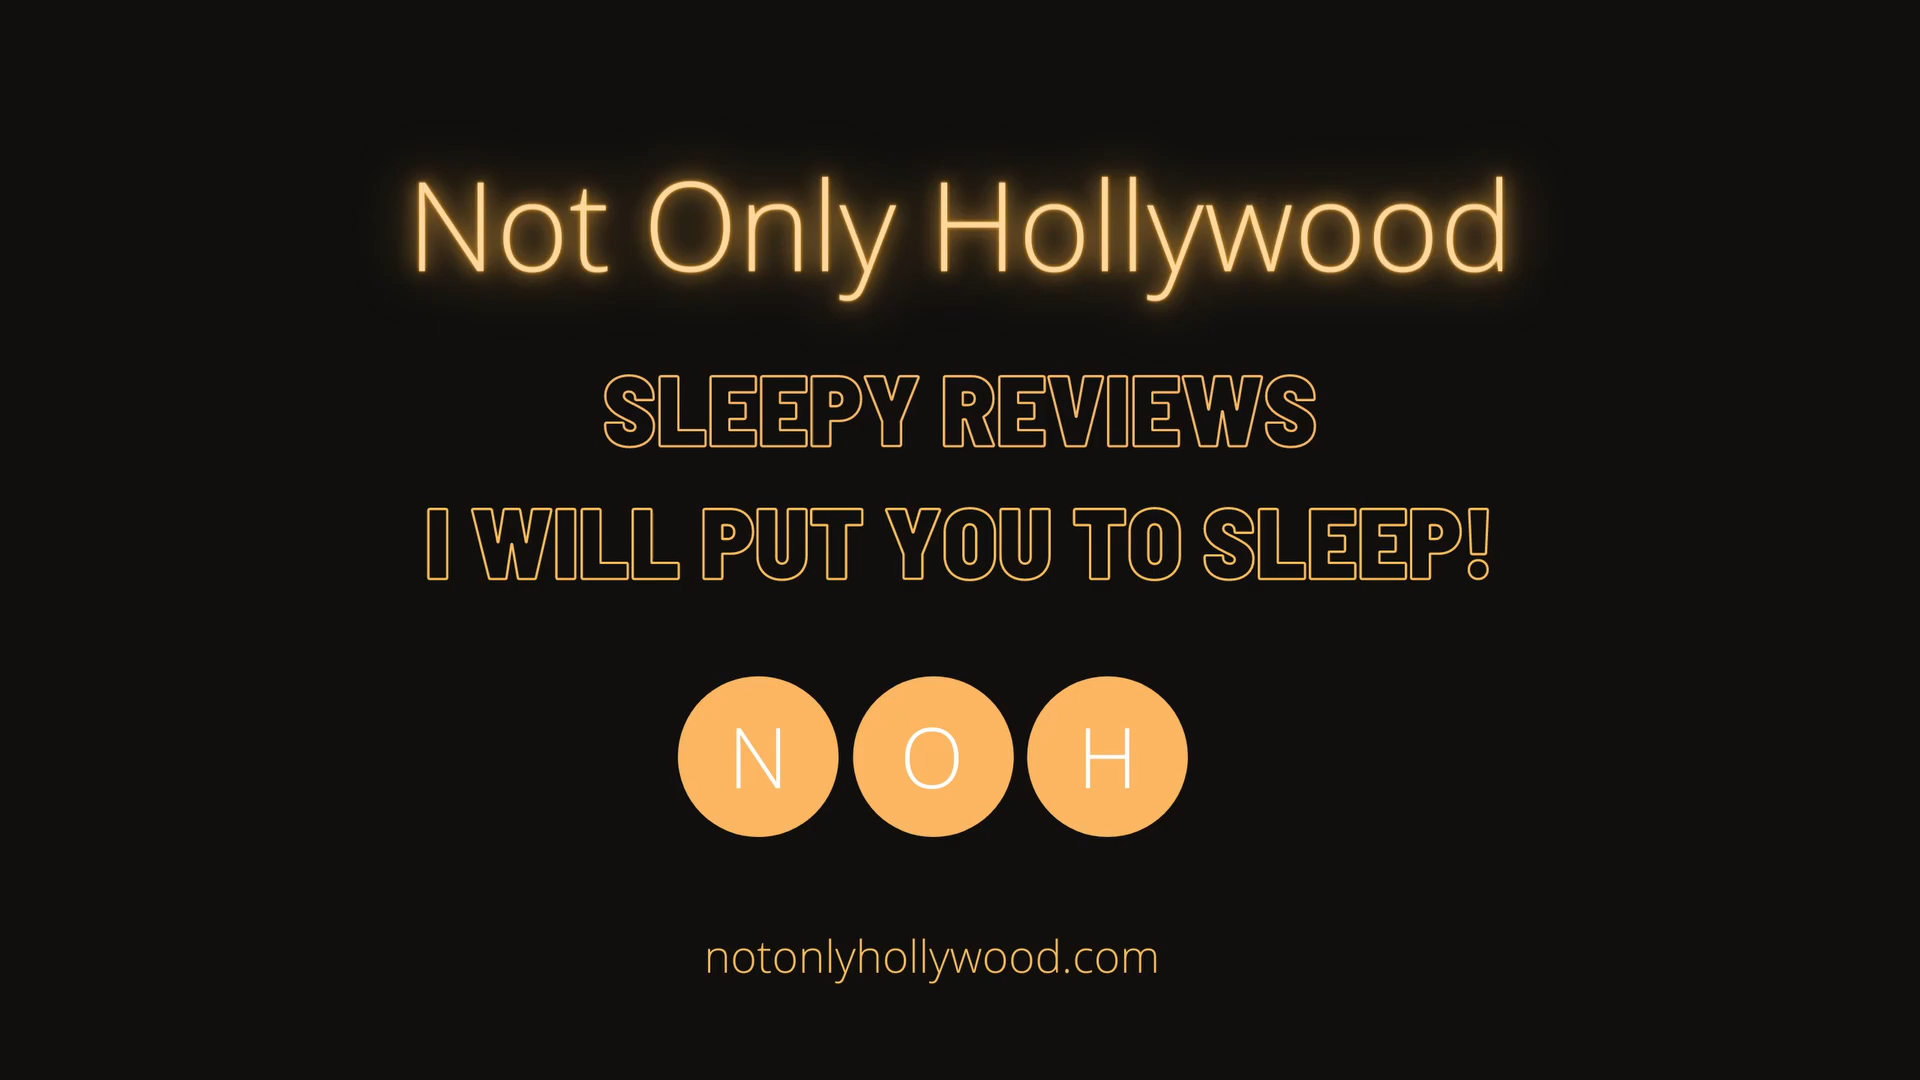 Not Only Hollywood
SLEEPY REVIEWS
I WILL PUT YOU TO SLEEP!
N O H
notonlyhollywood.com